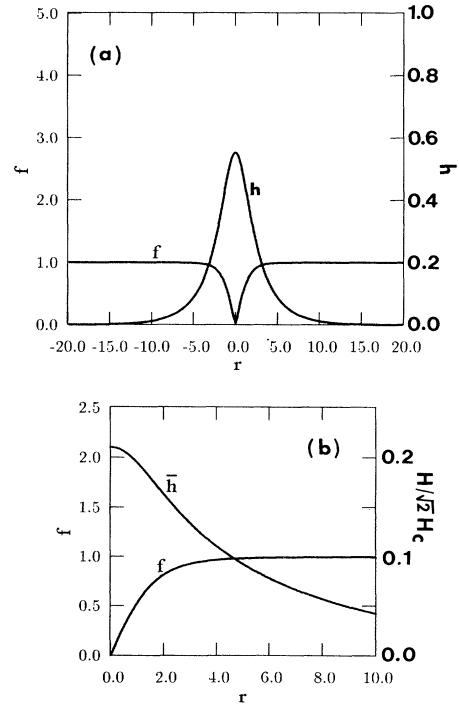 5.0 1.0
(a)
4.0 0.8
3.0 0.6
f h
h
2.0 0.4
f
1.0 0.2
0.0 0.0
-20.0 -15.0 -10.0 -5.0 0.0 5.0 10.0 15.0 20.0
r
2.5
(b)
2.0 0.2
h̅
1.5
f H/√2H_c
1.0 0.1
f
0.5
0.0 0.0
0.0 2.0 4.0 6.0 8.0 10.0
r